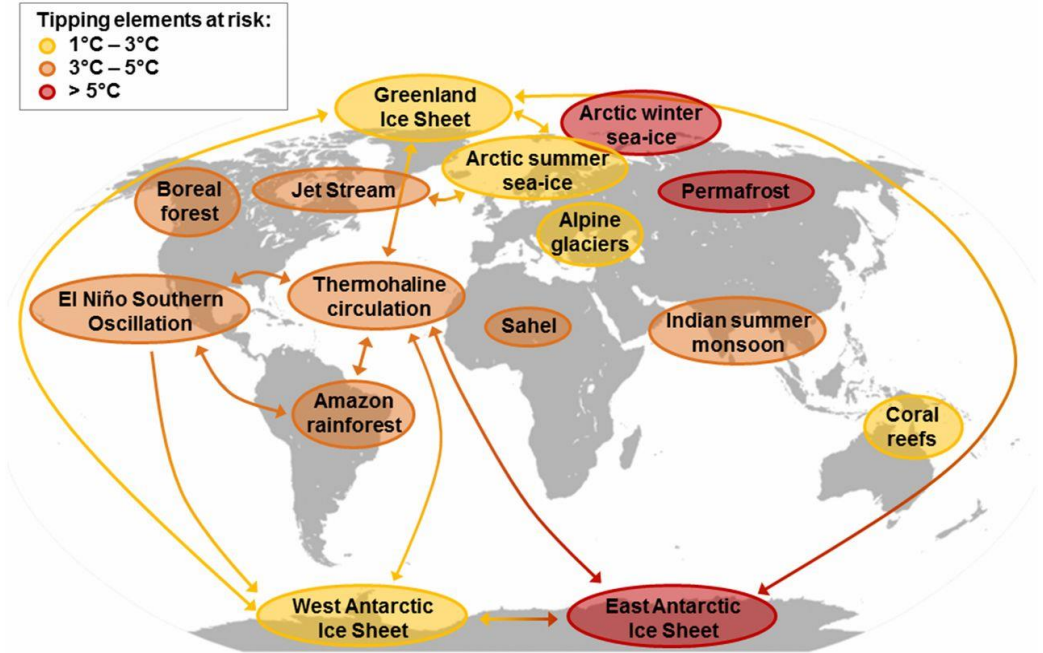 Tipping elements at risk:
1°C – 3°C
3°C – 5°C
> 5°C
Greenland
Ice Sheet
Arctic winter
sea-ice
Arctic summer
sea-ice
Boreal
forest
Jet Stream
Permafrost
Alpine
glaciers
El Niño Southern
Oscillation
Thermohaline
circulation
Sahel
Indian summer
monsoon
Amazon
rainforest
Coral
reefs
West Antarctic
Ice Sheet
East Antarctic
Ice Sheet